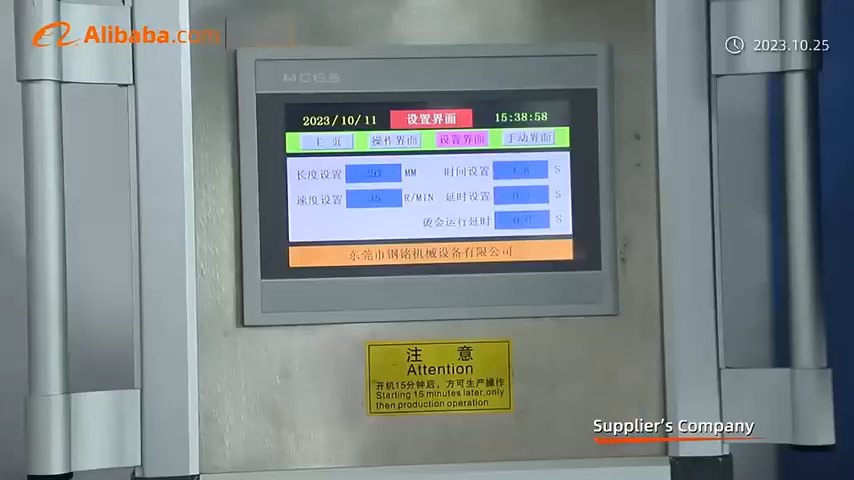 Alibaba.com
2023.10.25
MCGS
2023/10/11 设置界面 15:38:58
主 页 操作界面 设置界面 手动界面
长度设置 MM 时间设置 S
速度设置 R/MIN 延时设置 S
烫金运行延时 S
东莞市钢铭机械设备有限公司
注 意
Attention
开机15分钟后，方可生产操作
Starting 15 minutes later,only
then production operation
Supplier's Company